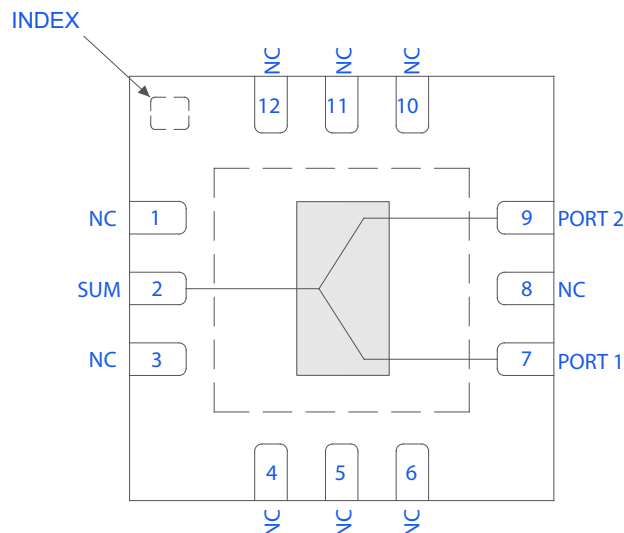 INDEX
NC NC NC
12 11 10
NC 1 9 PORT 2
SUM 2 8 NC
NC 3 7 PORT 1
4 5 6
NC NC NC